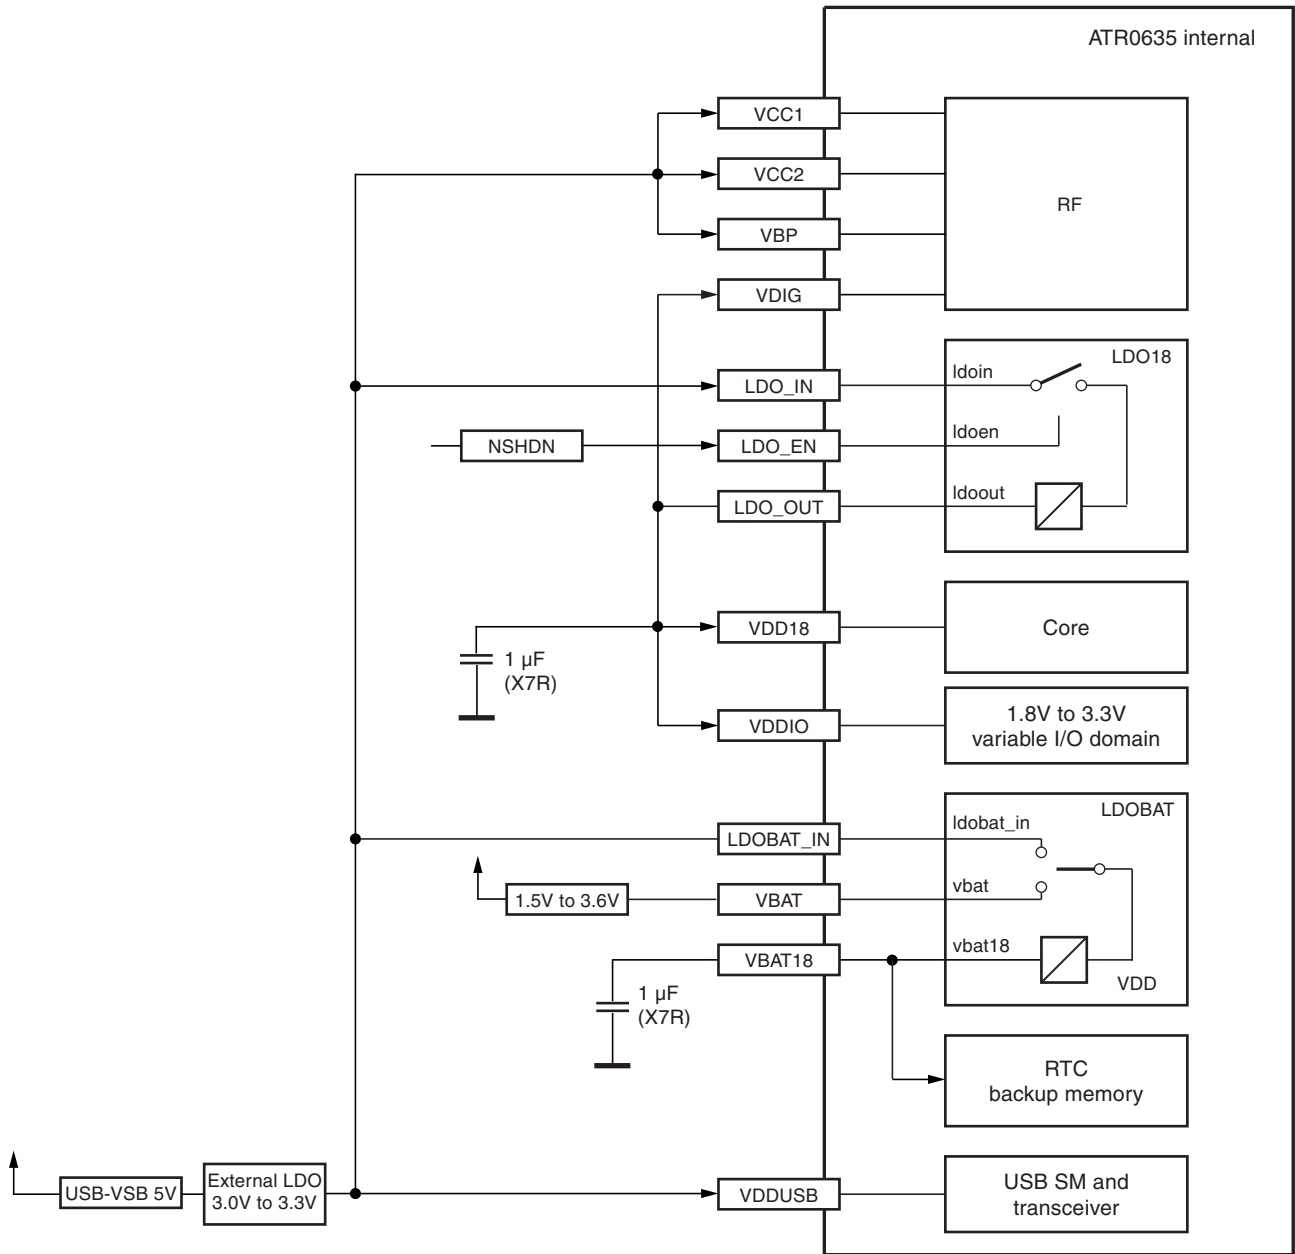 ATR0635 internal
VCC1
VCC2
VBP
VDIG
RF
LDO18
LDO_IN
ldoin
NSHDN
LDO_EN
ldoen
LDO_OUT
ldoout
VDD18
Core
1 µF
(X7R)
VDDIO
1.8V to 3.3V
variable I/O domain
LDOBAT
LDOBAT_IN
ldobat_in
1.5V to 3.6V
VBAT
vbat
VBAT18
vbat18
VDD
1 µF
(X7R)
RTC
backup memory
USB-VSB 5V
External LDO
3.0V to 3.3V
VDDUSB
USB SM and
transceiver